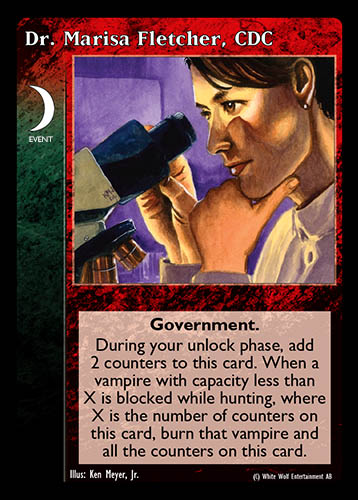 Dr. Marisa Fletcher, CDC
EVENT
Government.
During your unlock phase, add
2 counters to this card. When a
vampire with capacity less than
X is blocked while hunting, where
X is the number of counters on
this card, burn that vampire and
all the counters on this card.
Illus: Ken Meyer, Jr.
(C) White Wolf Entertainment AB